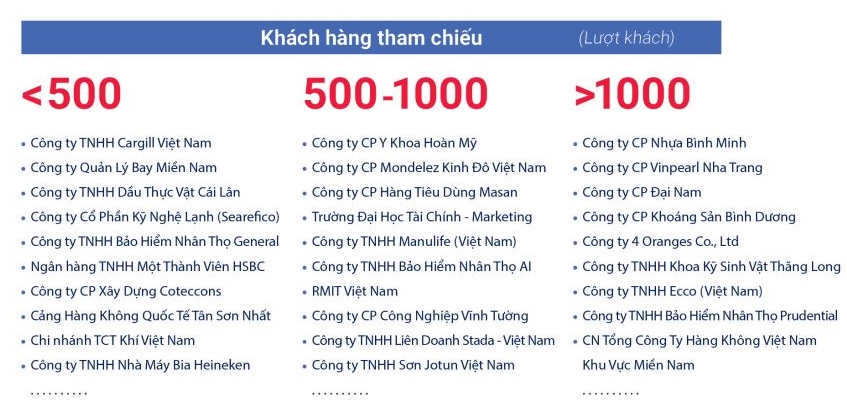 Khách hàng tham chiếu (Lượt khách)
<500
• Công ty TNHH Cargill Việt Nam
• Công ty Quản Lý Bay Miền Nam
• Công ty TNHH Dầu Thực Vật Cái Lân
• Công ty Cổ Phần Kỹ Nghệ Lạnh (Searefico)
• Công ty TNHH Bảo Hiểm Nhân Thọ General
• Ngân hàng TNHH Một Thành Viên HSBC
• Công ty CP Xây Dựng Coteccons
• Cảng Hàng Không Quốc Tế Tân Sơn Nhất
• Chi nhánh TCT Khí Việt Nam
• Công ty TNHH Nhà Máy Bia Heineken
..........
500-1000
• Công ty CP Y Khoa Hoàn Mỹ
• Công ty CP Mondelez Kinh Đô Việt Nam
• Công ty CP Hàng Tiêu Dùng Masan
• Trường Đại Học Tài Chính - Marketing
• Công ty TNHH Manulife (Việt Nam)
• Công ty TNHH Bảo Hiểm Nhân Thọ AI
• RMIT Việt Nam
• Công ty CP Công Nghiệp Vĩnh Tường
• Công ty TNHH Liên Doanh Stada - Việt Nam
• Công ty TNHH Sơn Jotun Việt Nam
..........
>1000
• Công ty CP Nhựa Bình Minh
• Công ty CP Vinpearl Nha Trang
• Công ty CP Đại Nam
• Công ty CP Khoáng Sản Bình Dương
• Công ty 4 Oranges Co., Ltd
• Công ty TNHH Khoa Kỹ Sinh Vật Thăng Long
• Công ty TNHH Ecco (Việt Nam)
• Công ty TNHH Bảo Hiểm Nhân Thọ Prudential
• CN Tổng Công Ty Hàng Không Việt Nam
Khu Vực Miền Nam
..........